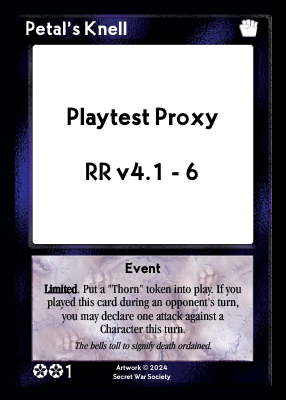 Petal's Knell
Playtest Proxy
RR v4.1 - 6
Event
Limited. Put a "Thorn" token into play. If you
played this card during an opponent's turn,
you may declare one attack against a
Character this turn.
The bells toll to signify death ordained.
1
Artwork © 2024
Secret War Society